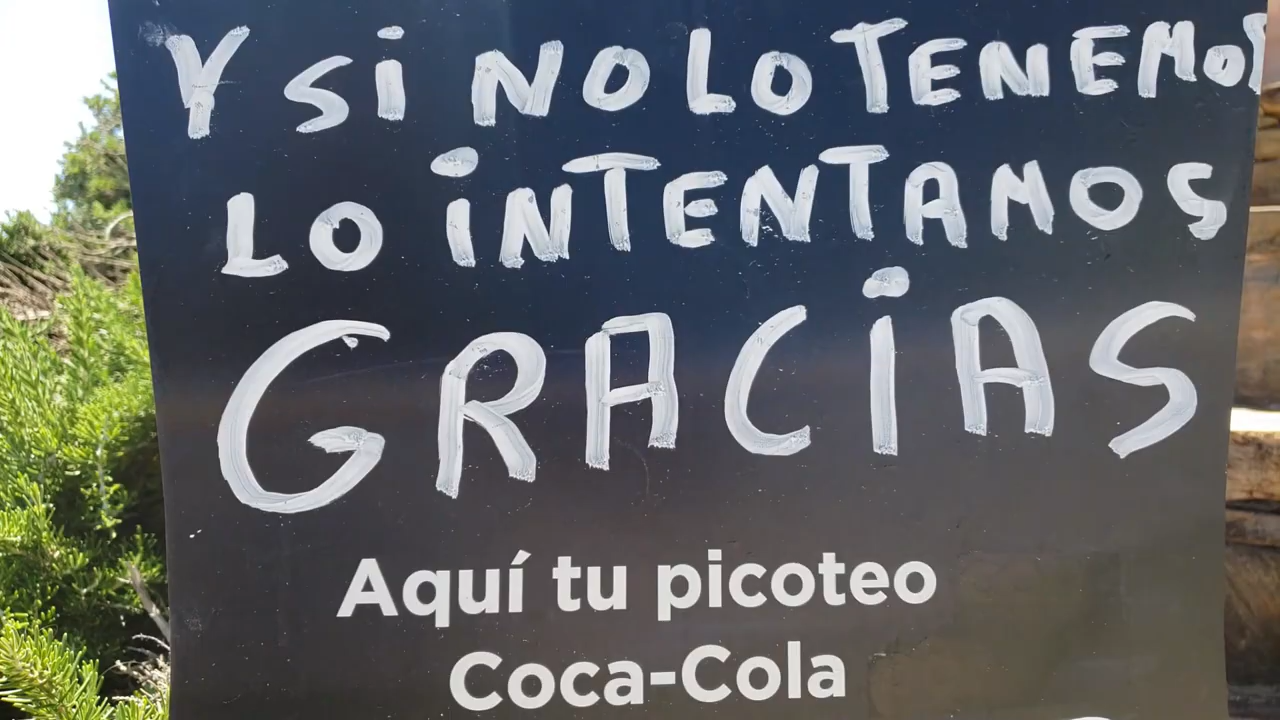 Y Si NO LO TENEMOS
LO iNTENTAMOS
GRACiAS
Aquí tu picoteo
Coca-Cola